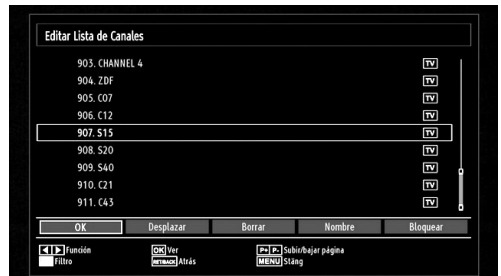 Editar Lista de Canales
903. CHANNEL 4 TV
904. ZDF TV
905. C07 TV
906. C12 TV
907. S15 TV
908. S20 TV
909. S40 TV
910. C21 TV
911. C43 TV
OK Desplazar Borrar Nombre Bloquear
Función OK Ver P+ P- Subir/bajar página
Filtro RET/BACK Atrás MENU Stäng